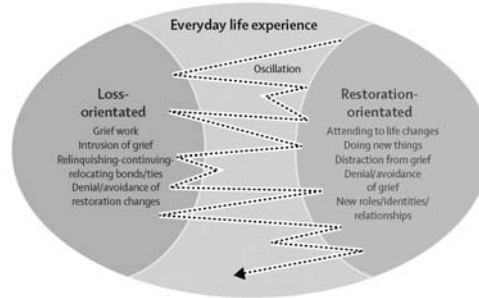 Everyday life experience
Oscillation
Loss-
orientated
Grief work
Intrusion of grief
Relinquishing-continuing-
relocating bonds/ties
Denial/avoidance of
restoration changes
Restoration-
orientated
Attending to life changes
Doing new things
Distraction from grief
Denial/avoidance
of grief
New roles/identities/
relationships